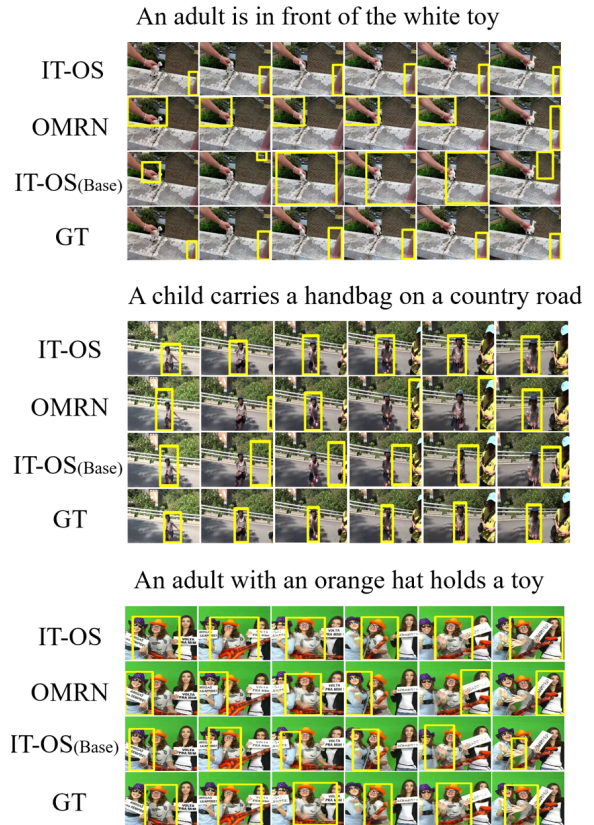 An adult is in front of the white toy
IT-OS
OMRN
IT-OS(Base)
GT
A child carries a handbag on a country road
IT-OS
OMRN
IT-OS(Base)
GT
An adult with an orange hat holds a toy
IT-OS
OMRN
IT-OS(Base)
GT